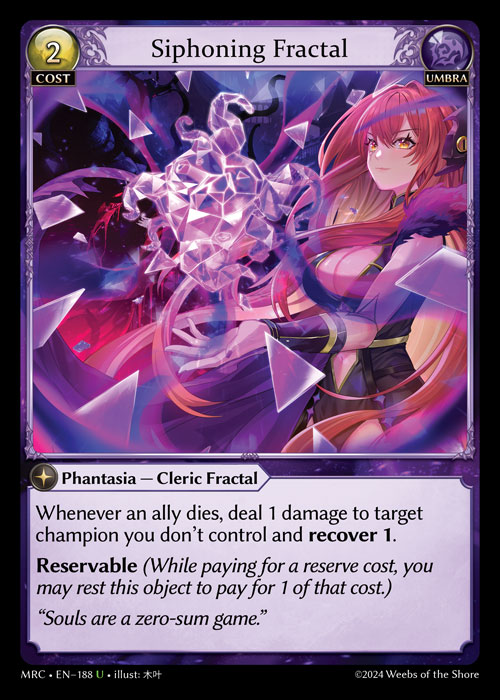 2
COST
Siphoning Fractal
UMBRA
Phantasia — Cleric Fractal
Whenever an ally dies, deal 1 damage to target
champion you don't control and recover 1.
Reservable (While paying for a reserve cost, you
may rest this object to pay for 1 of that cost.)
“Souls are a zero-sum game.”
MRC • EN–188 U • illust: 木叶
©2024 Weebs of the Shore